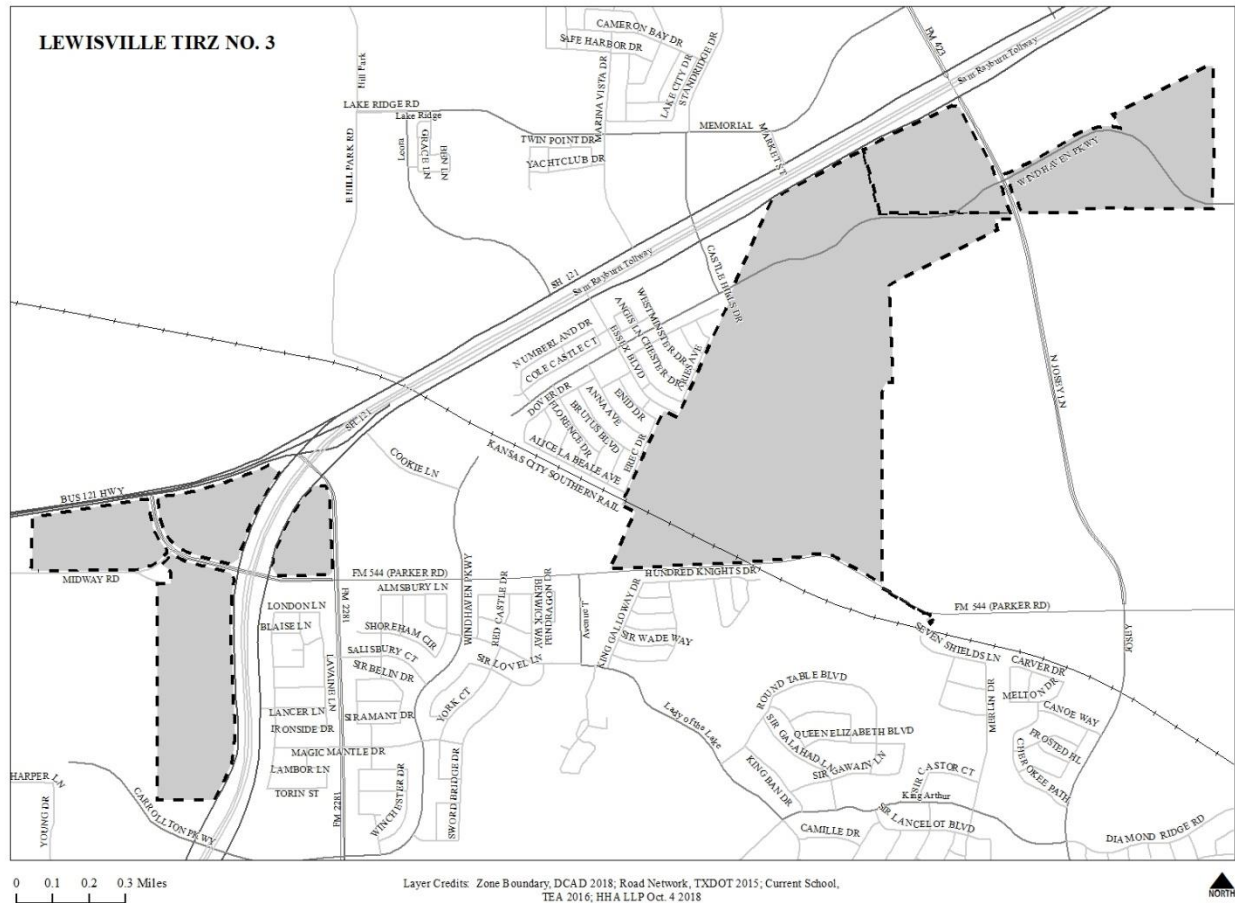 LEWISVILLE TIRZ NO. 3
CAMERON BAY DR
SAFE HARBOR DR
LAKE CITY DR
STANDRIDGE DR
MARINA VISTA DR
FM 423
Sam Rayburn Tollway
Hill Park
LAKE RIDGE RD
Lake Ridge
Leora
GRACE LN
BEN LN
E HILL PARK RD
TWIN POINT DR
YACHTCLUB DR
MEMORIAL
MARKET ST
WINDHAVEN PKWY
SH 121
Sam Rayburn Tollway
CASTLE HILLS DR
WESTMINSTER DR
ANGIS LN
CHESTER DR
ESSEX BLVD
ARIES AVE
N UMBERLAND DR
COLE CASTLE CT
DOVER DR
ANNA AVE
ENID DR
BRUTUS BLVD
FLORENCE DR
ALICE LA BEALE AVE
EREC DR
N JOSEY LN
SH 121
KANSAS CITY SOUTHERN RAIL
COOKIE LN
BUS 121 HWY
MIDWAY RD
FM 544 (PARKER RD)
HUNDRED KNIGHTS DR
FM 544 (PARKER RD)
ALMSBURY LN
FM 2281
LONDON LN
BLAISE LN
SHOREHAM CIR
SALISBURY CT
SIR BELIN DR
WINDHAVEN PKWY
RED CASTLE DR
BENWICK WAY
PENDRAGON DR
Avenue T
KING GALLOWAY DR
SIR WADE WAY
SIR LOVEL LN
SEVEN SHIELDS LN
CARVER DR
JOSEY
MELTON DR
CANOE WAY
MERLIN DR
FROSTED HL
CHEROKEE PATH
LAVAINE LN
LANCER LN
IRONSIDE DR
SIRAMANT DR
YORK CT
MAGIC MANTLE DR
LAMBOR LN
TORIN ST
WINCHESTER DR
SWORD BRIDGE DR
FM 2281
Lady of the Lake
ROUND TABLE BLVD
QUEEN ELIZABETH BLVD
SIR GALAHAD LN
SIR GAWAIN LN
KING BAN DR
SIR CASTOR CT
King Arthur
SIR LANCELOT BLVD
CAMILLE DR
DIAMOND RIDGE RD
HARPER LN
YOUNG DR
CARROLLTON PKWY
0 0.1 0.2 0.3 Miles
Layer Credits: Zone Boundary, DCAD 2018; Road Network, TXDOT 2015; Current School,
TEA 2016; HHA LLP Oct. 4 2018
NORTH